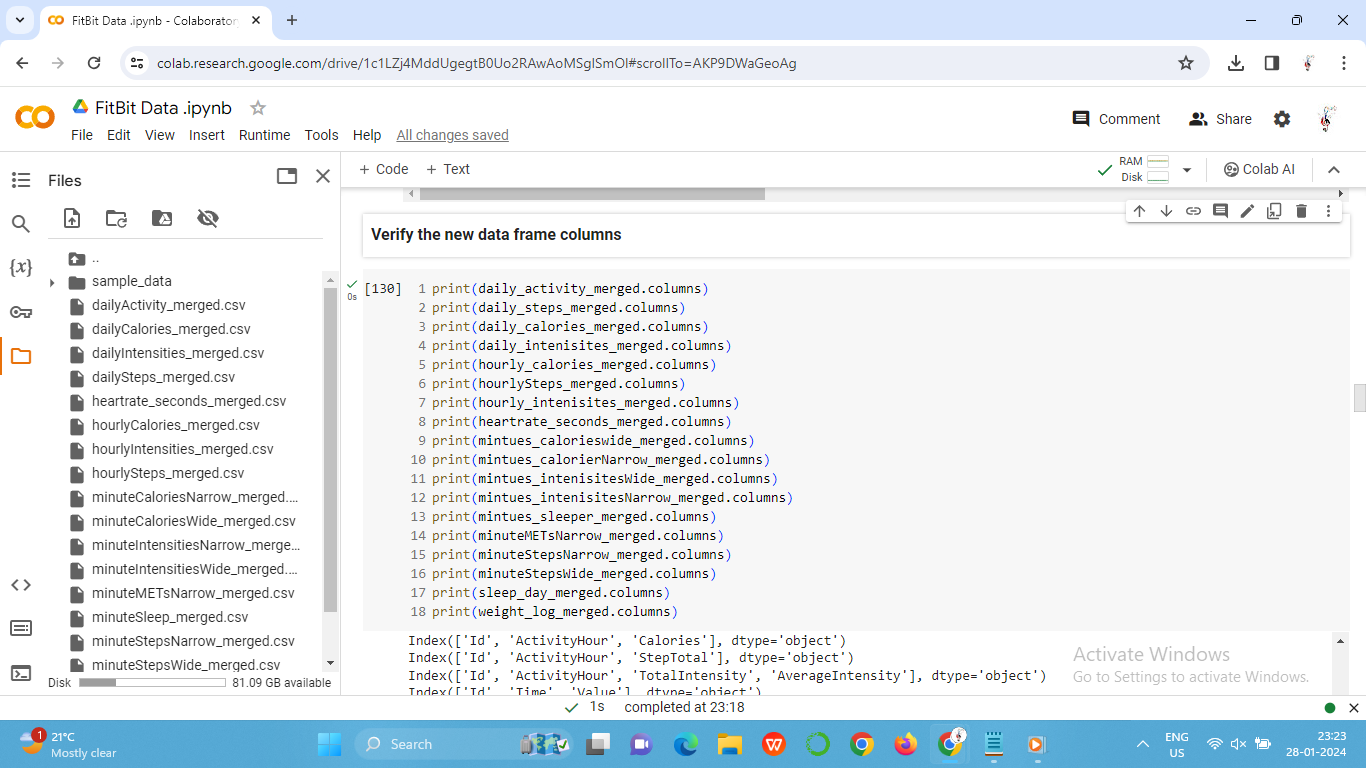 FitBit Data .ipynb - Colaborator
colab.research.google.com/drive/1c1LZj4MddUgegtB0Uo2RAwAoMSgISmOl#scrollTo=AKP9DWaGeoAg
FitBit Data .ipynb
Comment
Share
File Edit View Insert Runtime Tools Help All changes saved
Files
+ Code + Text
RAM
Disk
Colab AI
Verify the new data frame columns
..
sample_data
dailyActivity_merged.csv
dailyCalories_merged.csv
dailyIntensities_merged.csv
dailySteps_merged.csv
heartrate_seconds_merged.csv
hourlyCalories_merged.csv
hourlyIntensities_merged.csv
hourlySteps_merged.csv
minuteCaloriesNarrow_merged....
minuteCaloriesWide_merged.csv
minuteIntensitiesNarrow_merge...
minuteIntensitiesWide_merged....
minuteMETsNarrow_merged.csv
minuteSleep_merged.csv
minuteStepsNarrow_merged.csv
minuteStepsWide_merged.csv
Disk 81.09 GB available
0s
[130]
1 print(daily_activity_merged.columns)
2 print(daily_steps_merged.columns)
3 print(daily_calories_merged.columns)
4 print(daily_intenisites_merged.columns)
5 print(hourly_calories_merged.columns)
6 print(hourlySteps_merged.columns)
7 print(hourly_intenisites_merged.columns)
8 print(heartrate_seconds_merged.columns)
9 print(mintues_calorieswide_merged.columns)
10 print(mintues_calorierNarrow_merged.columns)
11 print(mintues_intenisitesWide_merged.columns)
12 print(mintues_intenisitesNarrow_merged.columns)
13 print(mintues_sleeper_merged.columns)
14 print(minuteMETsNarrow_merged.columns)
15 print(minuteStepsNarrow_merged.columns)
16 print(minuteStepsWide_merged.columns)
17 print(sleep_day_merged.columns)
18 print(weight_log_merged.columns)
Index(['Id', 'ActivityHour', 'Calories'], dtype='object')
Index(['Id', 'ActivityHour', 'StepTotal'], dtype='object')
Index(['Id', 'ActivityHour', 'TotalIntensity', 'AverageIntensity'], dtype='object')
Index(['Id', 'Time', 'Value'], dtype='object')
Activate Windows
Go to Settings to activate Windows.
1s completed at 23:18
1
21°C
Mostly clear
Search
ENG
US
23:23
28-01-2024